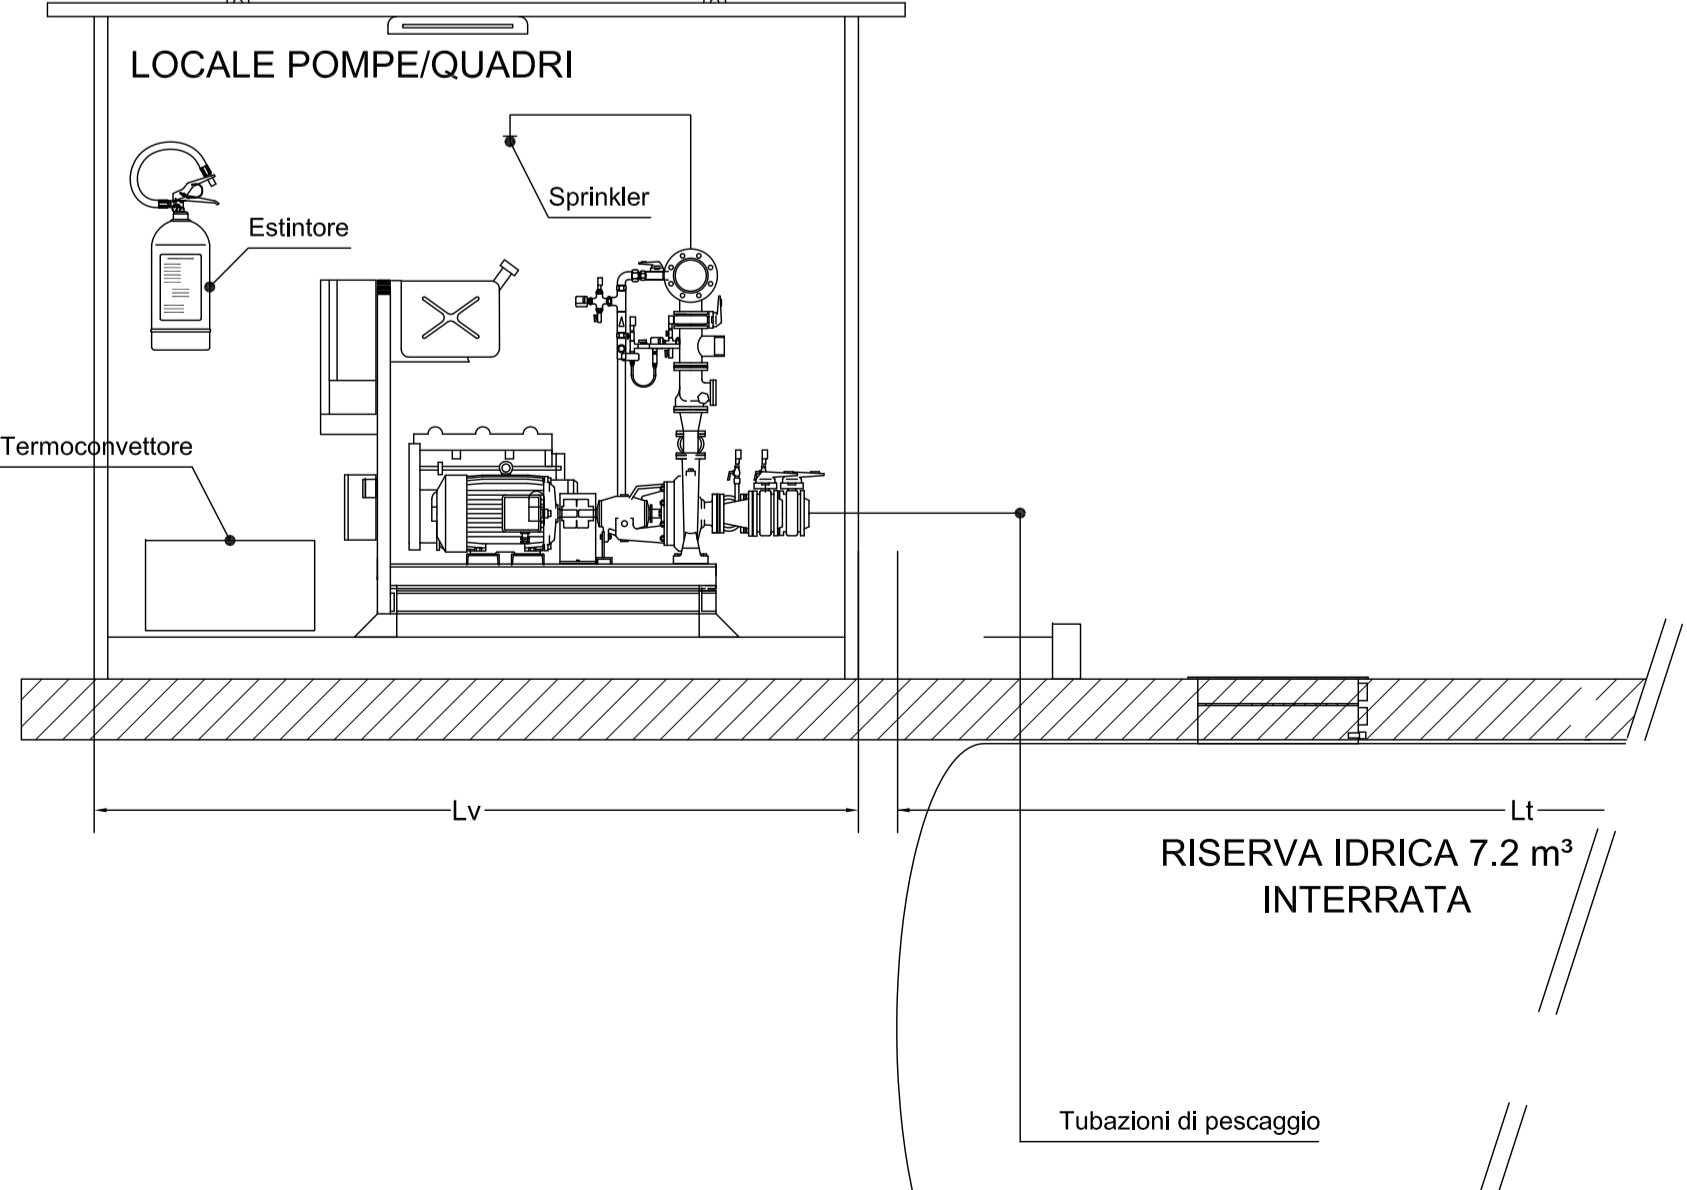 LOCALE POMPE/QUADRI
Sprinkler
Estintore
Termoconvettore
Lv
Lt
RISERVA IDRICA 7.2 m³
INTERRATA
Tubazioni di pescaggio